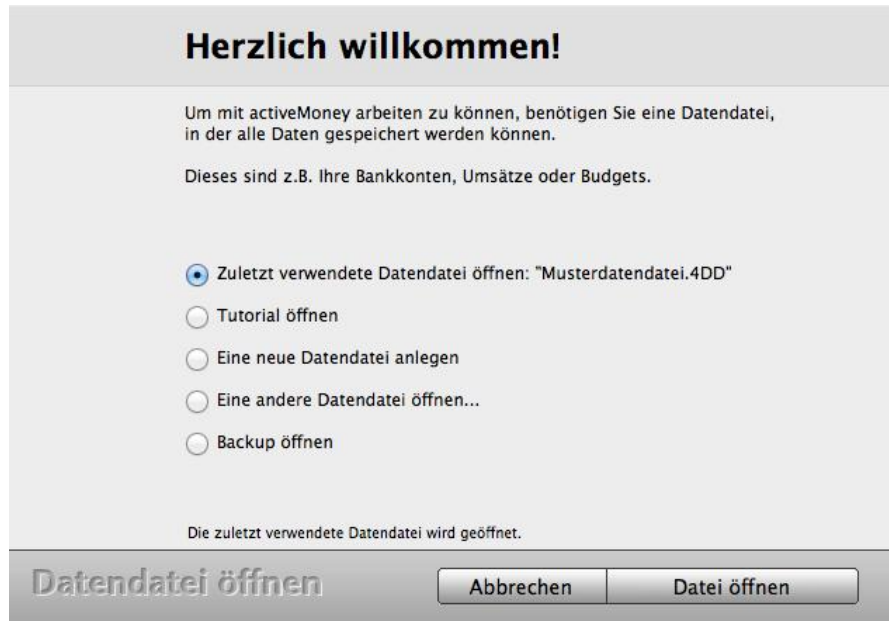 Herzlich willkommen!
Um mit activeMoney arbeiten zu können, benötigen Sie eine Datendatei,
in der alle Daten gespeichert werden können.
Dieses sind z.B. Ihre Bankkonten, Umsätze oder Budgets.
Zuletzt verwendete Datendatei öffnen: "Musterdatendatei.4DD"
Tutorial öffnen
Eine neue Datendatei anlegen
Eine andere Datendatei öffnen...
Backup öffnen
Die zuletzt verwendete Datendatei wird geöffnet.
Datendatei öffnen
Abbrechen
Datei öffnen